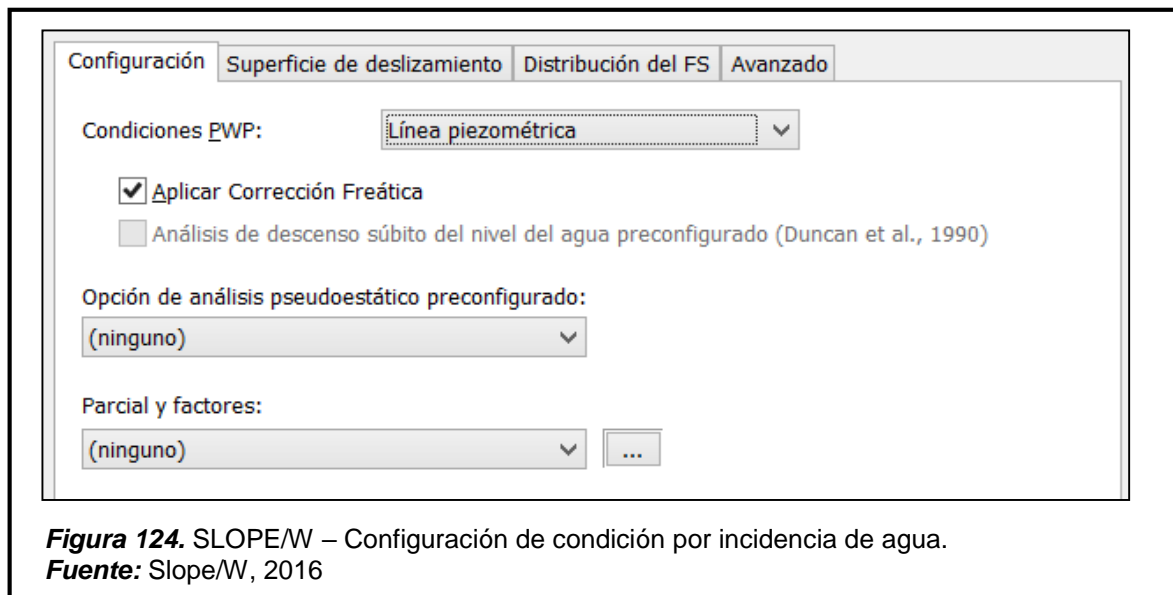 Configuración Superficie de deslizamiento Distribución del FS Avanzado
Condiciones PWP: Línea piezométrica
Aplicar Corrección Freática
Análisis de descenso súbito del nivel del agua preconfigurado (Duncan et al., 1990)
Opción de análisis pseudoestático preconfigurado:
(ninguno)
Parcial y factores:
(ninguno) ...
Figura 124. SLOPE/W – Configuración de condición por incidencia de agua.
Fuente: Slope/W, 2016